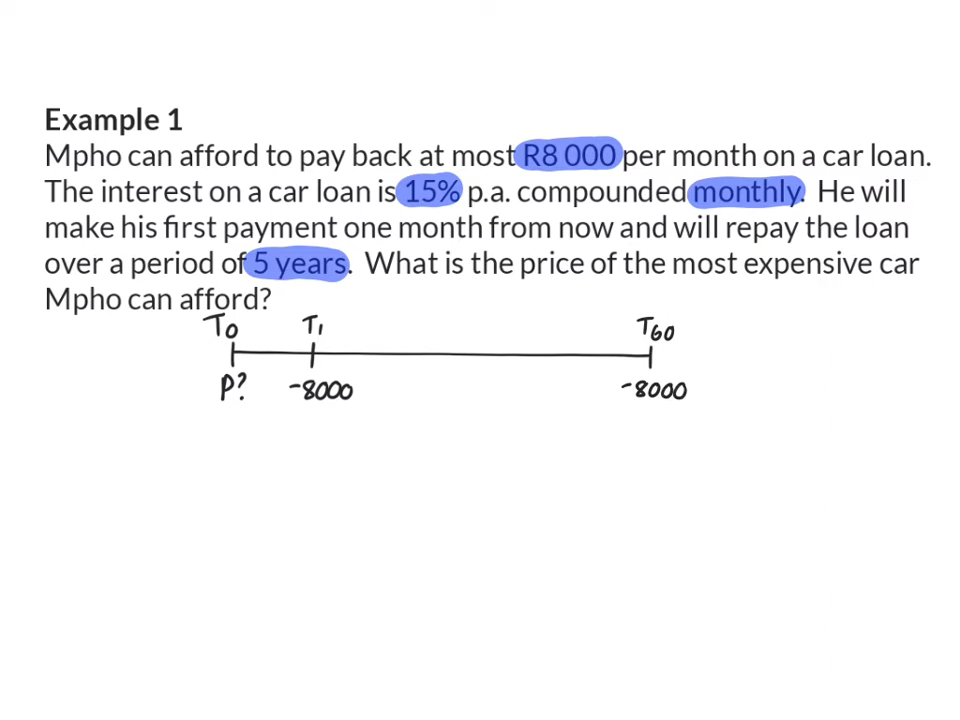 Example 1
Mpho can afford to pay back at most R8 000 per month on a car loan.
The interest on a car loan is 15% p.a. compounded monthly. He will
make his first payment one month from now and will repay the loan
over a period of 5 years. What is the price of the most expensive car
Mpho can afford?
T0 T1 T60
P? -8000 -8000